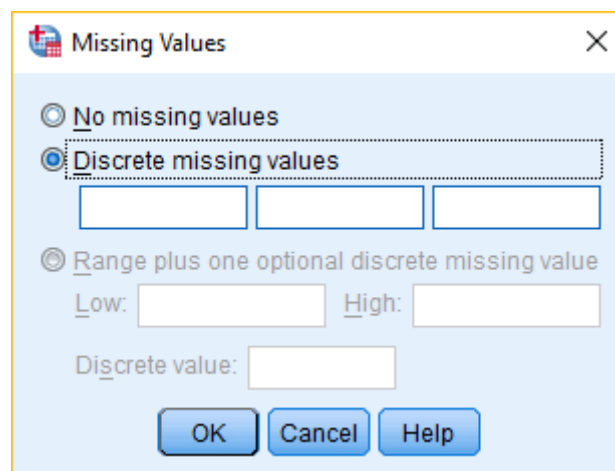 Missing Values
No missing values
Discrete missing values
Range plus one optional discrete missing value
Low: High:
Discrete value:
OK Cancel Help